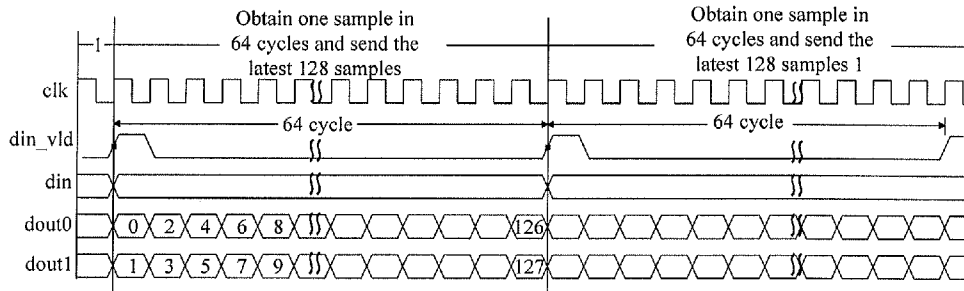 Obtain one sample in
64 cycles and send the
latest 128 samples
Obtain one sample in
64 cycles and send the
latest 128 samples 1
1
clk
64 cycle
64 cycle
din_vld
din
dout0
0 2 4 6 8 126
dout1
1 3 5 7 9 127